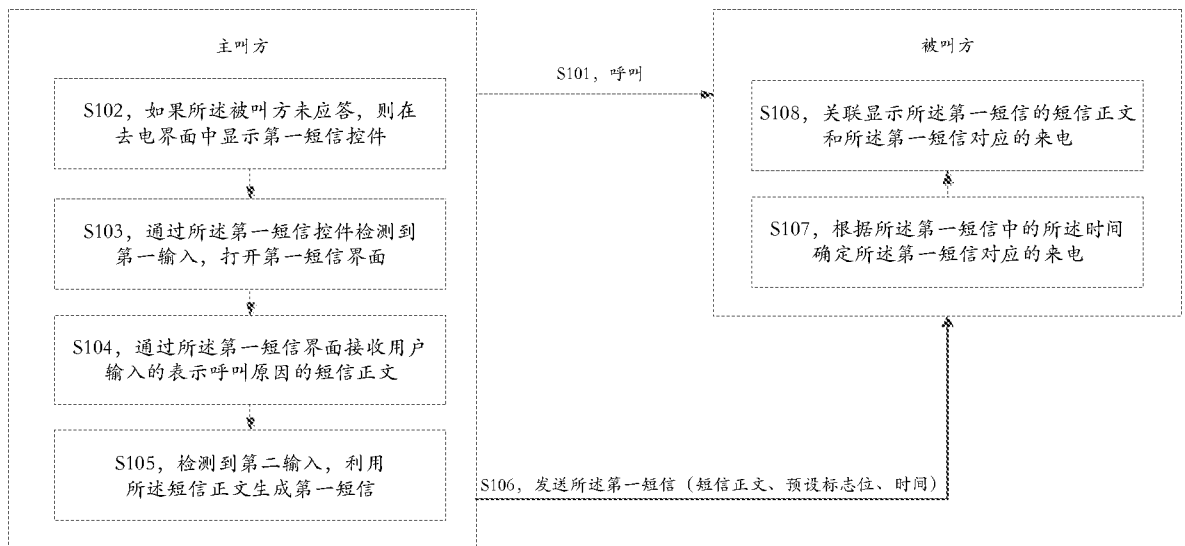 主叫方
S102，如果所述被叫方未应答，则在
去电界面中显示第一短信控件
S103，通过所述第一短信控件检测到
第一输入，打开第一短信界面
S104，通过所述第一短信界面接收用户
输入的表示呼叫原因的短信正文
S105，检测到第二输入，利用
所述短信正文生成第一短信
S101，呼叫
S106，发送所述第一短信（短信正文、预设标志位、时间）
被叫方
S108，关联显示所述第一短信的短信正文
和所述第一短信对应的来电
S107，根据所述第一短信中的所述时间
确定所述第一短信对应的来电